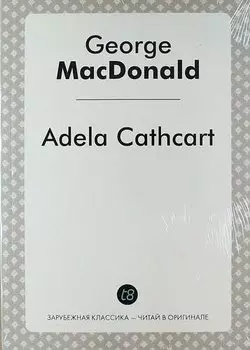 George
MacDonald
Adela Cathcart
t8
ЗАРУБЕЖНАЯ КЛАССИКА — ЧИТАЙ В ОРИГИНАЛЕ